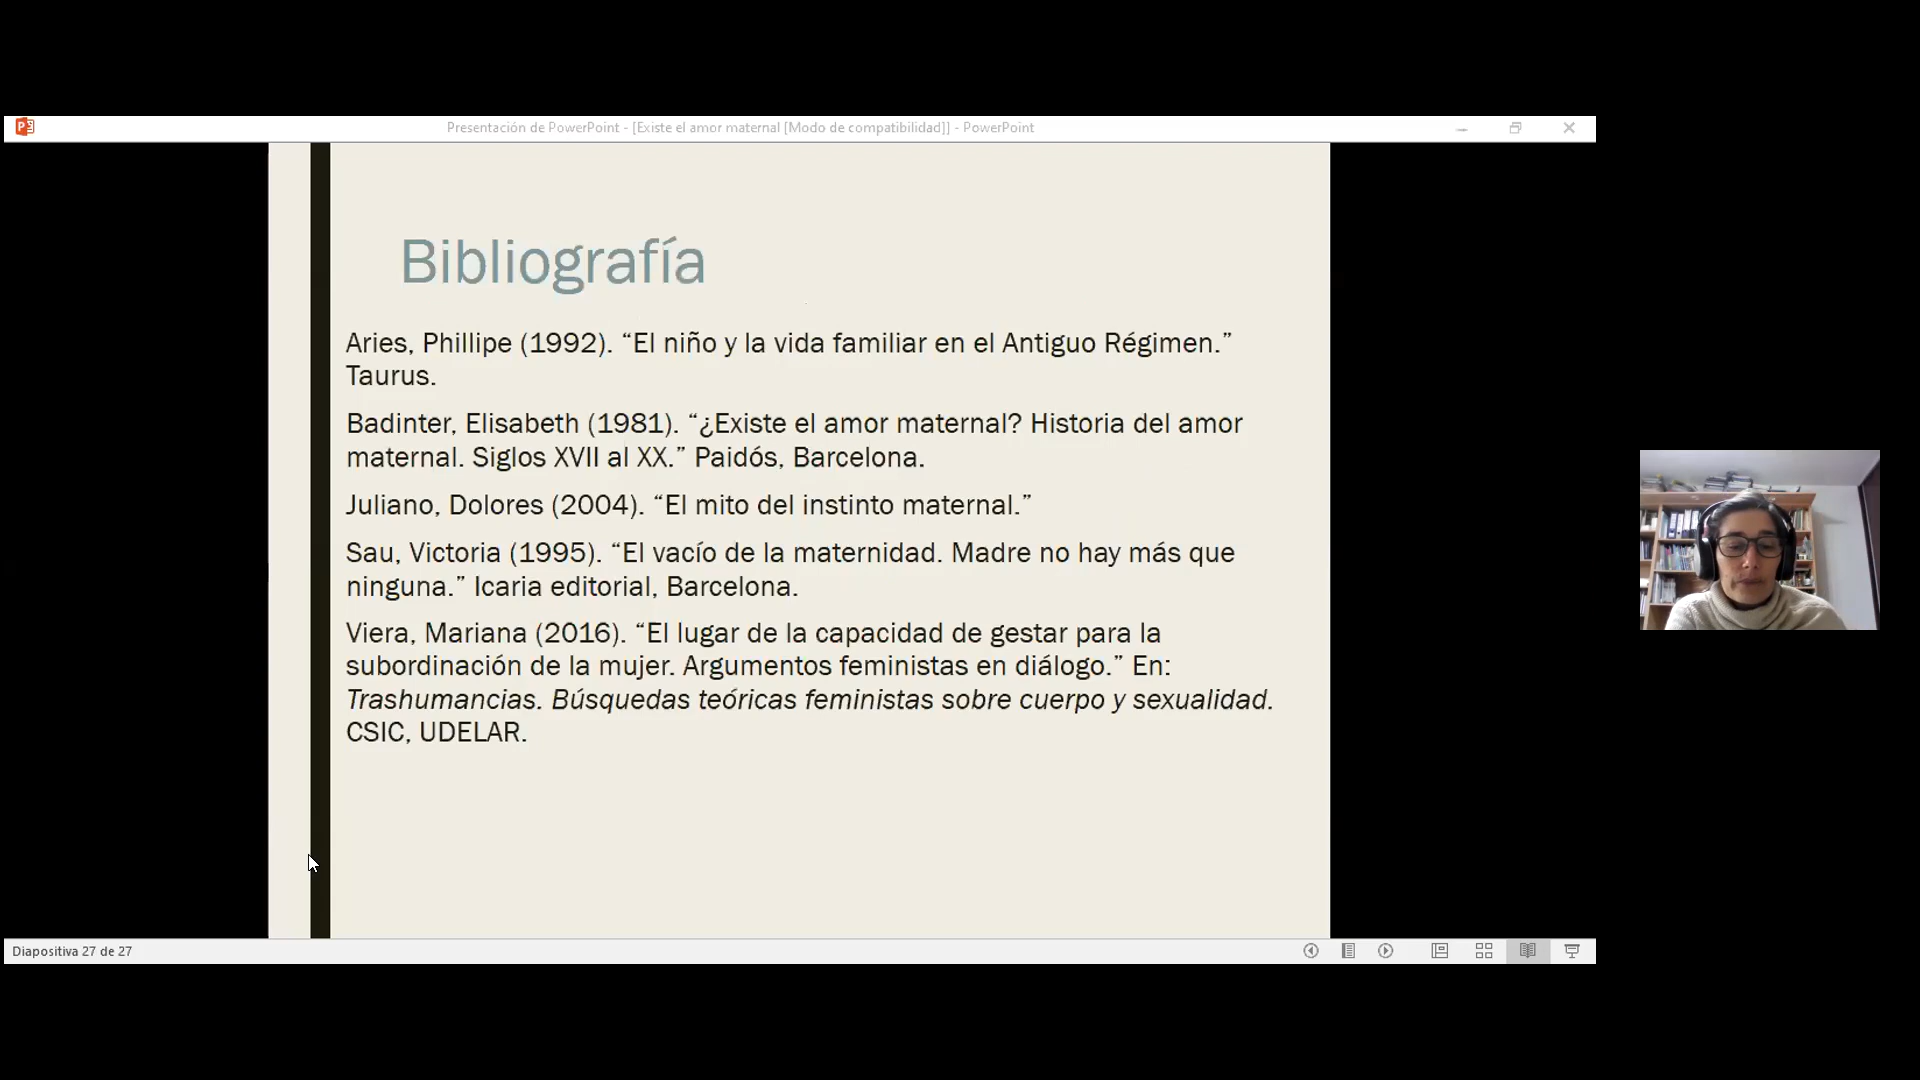 Presentación de PowerPoint - [Existe el amor maternal [Modo de compatibilidad]] - PowerPoint
Bibliografía
Aries, Phillipe (1992). “El niño y la vida familiar en el Antiguo Régimen.”
Taurus.
Badinter, Elisabeth (1981). “¿Existe el amor maternal? Historia del amor
maternal. Siglos XVII al XX.” Paidós, Barcelona.
Juliano, Dolores (2004). “El mito del instinto maternal.”
Sau, Victoria (1995). “El vacío de la maternidad. Madre no hay más que
ninguna.” Icaria editorial, Barcelona.
Viera, Mariana (2016). “El lugar de la capacidad de gestar para la
subordinación de la mujer. Argumentos feministas en diálogo.” En:
Trashumancias. Búsquedas teóricas feministas sobre cuerpo y sexualidad.
CSIC, UDELAR.
Diapositiva 27 de 27